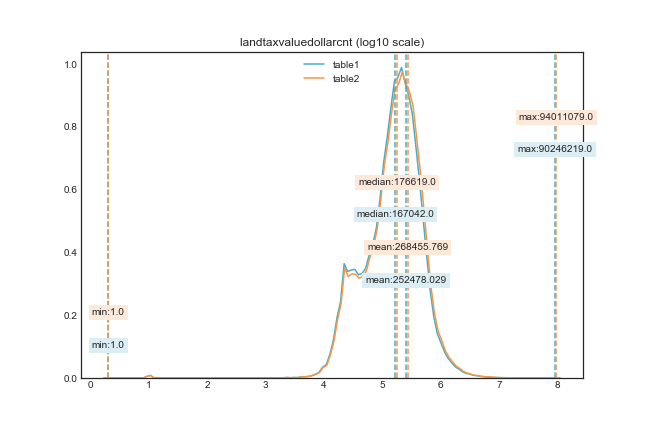 landtaxvaluedollarcnt (log10 scale)
table1
table2
1.0
0.8
0.6
0.4
0.2
0.0
max:94011079.0
max:90246219.0
median:176619.0
median:167042.0
mean:268455.769
mean:252478.029
min:1.0
min:1.0
0 1 2 3 4 5 6 7 8